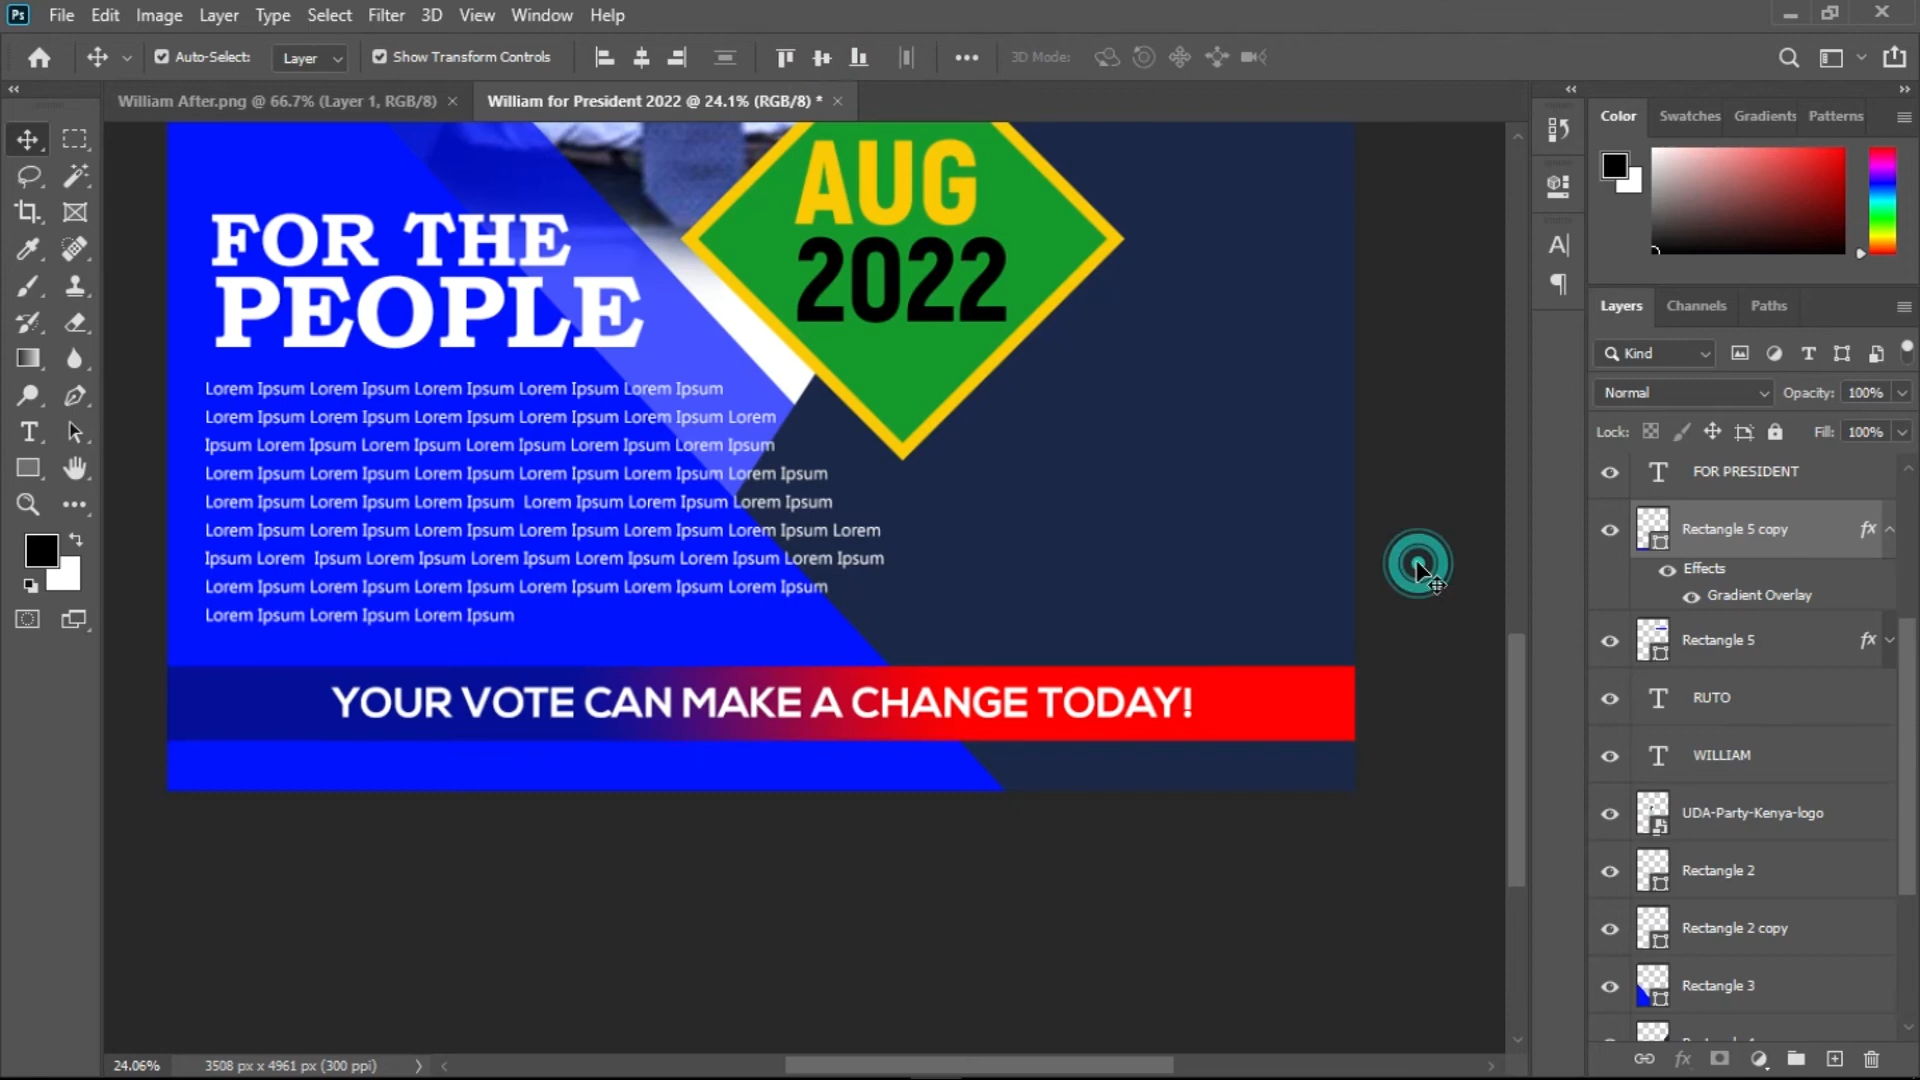 Ps File Edit Image Layer Type Select Filter 3D View Window Help
Auto-Select: Layer Show Transform Controls 3D Mode:
William After.png @ 66.7% (Layer 1, RGB/8) William for President 2022 @ 24.1% (RGB/8) *
AUG
2022
FOR THE
PEOPLE
Lorem Ipsum Lorem Ipsum Lorem Ipsum Lorem Ipsum Lorem Ipsum
Lorem Ipsum Lorem Ipsum Lorem Ipsum Lorem Ipsum Lorem Ipsum Lorem
Ipsum Lorem Ipsum Lorem Ipsum Lorem Ipsum Lorem Ipsum Lorem Ipsum
Lorem Ipsum Lorem Ipsum Lorem Ipsum Lorem Ipsum Lorem Ipsum Lorem Ipsum
Lorem Ipsum Lorem Ipsum Lorem Ipsum  Lorem Ipsum Lorem Ipsum Lorem Ipsum
Lorem Ipsum Lorem Ipsum Lorem Ipsum Lorem Ipsum Lorem Ipsum Lorem Ipsum Lorem
Ipsum Lorem  Ipsum Lorem Ipsum Lorem Ipsum Lorem Ipsum Lorem Ipsum Lorem Ipsum
Lorem Ipsum Lorem Ipsum Lorem Ipsum Lorem Ipsum Lorem Ipsum Lorem Ipsum
Lorem Ipsum Lorem Ipsum Lorem Ipsum
YOUR VOTE CAN MAKE A CHANGE TODAY!
24.06% 3508 px x 4961 px (300 ppi)
Color Swatches Gradients Patterns
Layers Channels Paths
Kind
Normal Opacity: 100%
Lock: Fill: 100%
FOR PRESIDENT
Rectangle 5 copy fx
Effects
Gradient Overlay
Rectangle 5 fx
RUTO
WILLIAM
UDA-Party-Kenya-logo
Rectangle 2
Rectangle 2 copy
Rectangle 3